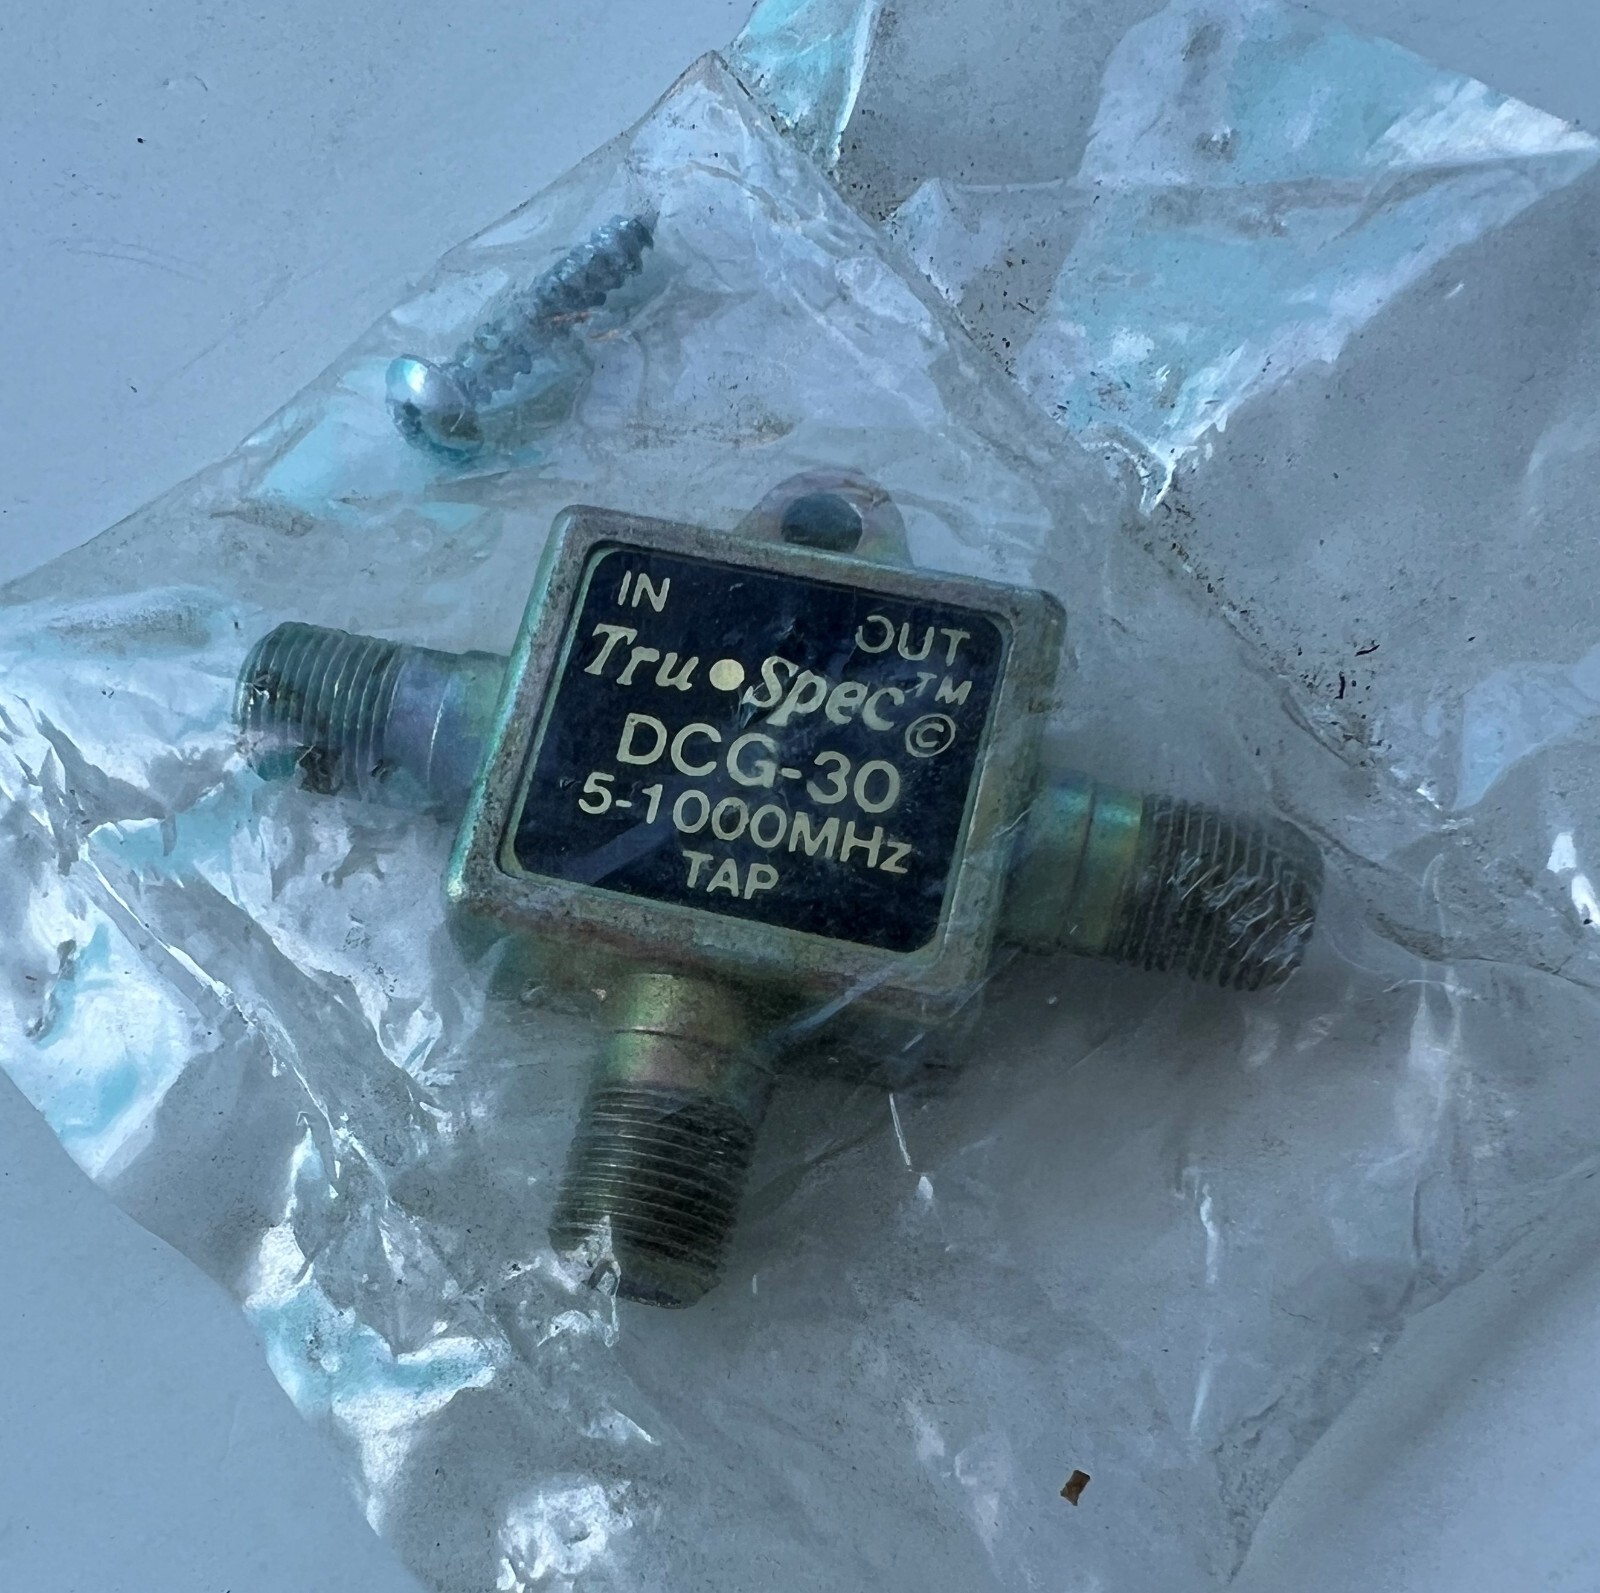 IN
OUT
Tru•Spec™
©
DCG-30
5-1000MHz
TAP